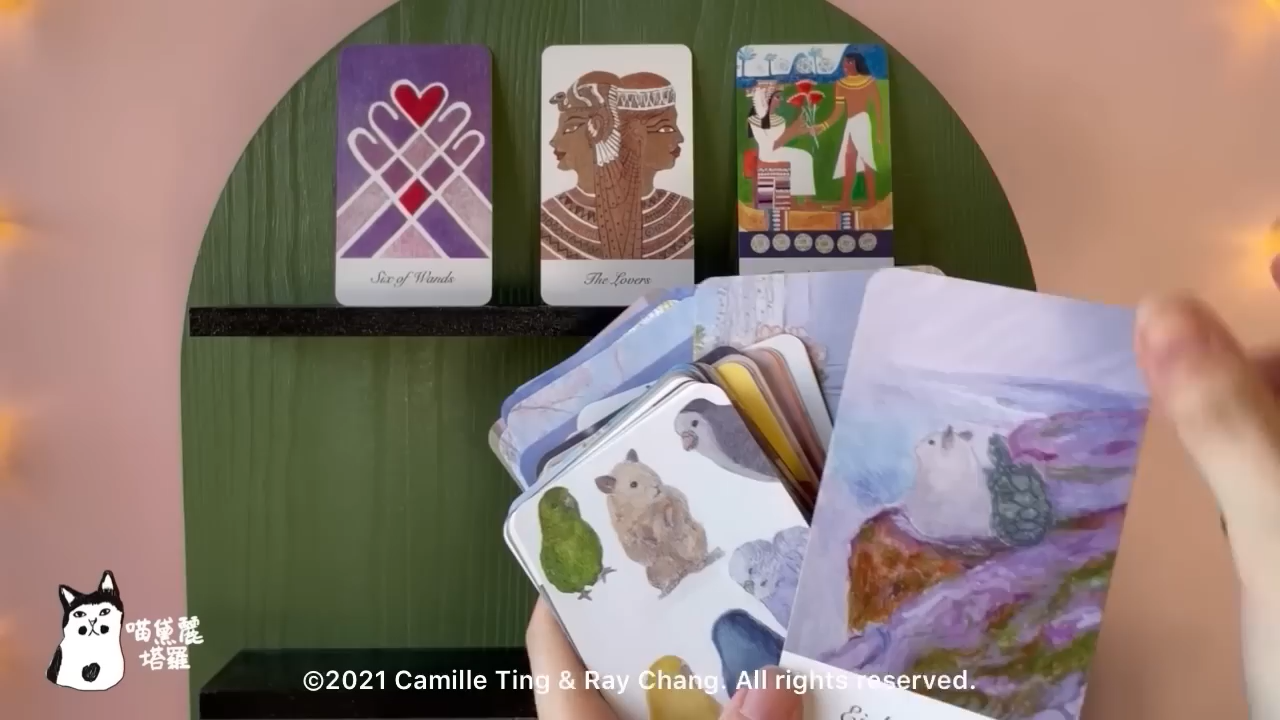 Six of Wands
The Lovers
喵黛麗
塔羅
©2021 Camille Ting & Ray Chang. All rights reserved.